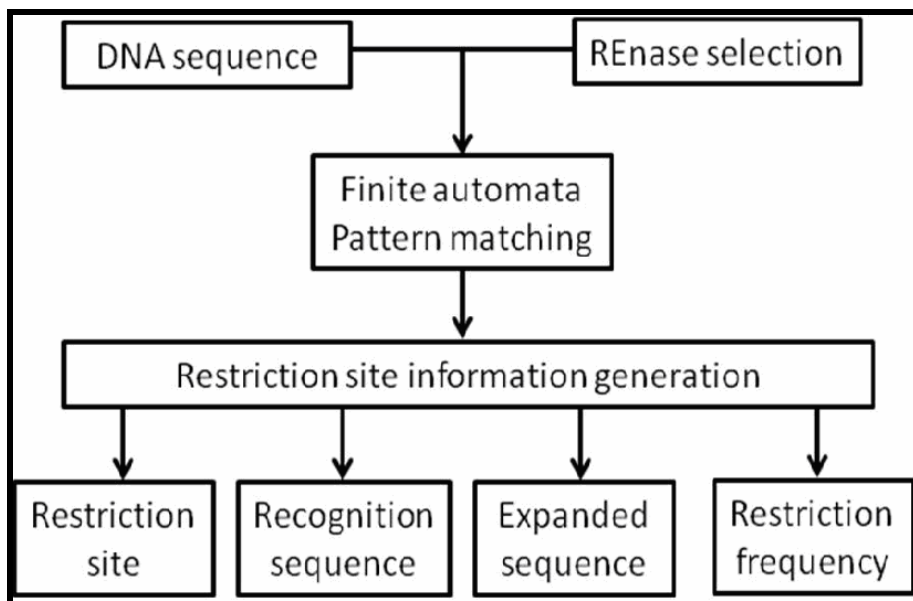 DNA sequence
REnase selection
Finite automata
Pattern matching
Restriction site information generation
Restriction
site
Recognition
sequence
Expanded
sequence
Restriction
frequency